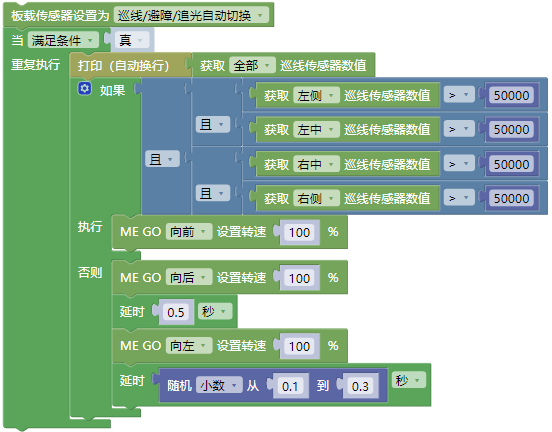 板载传感器设置为 巡线/避障/追光自动切换
当 满足条件 真
重复执行 打印（自动换行） 获取 全部 巡线传感器数值
如果 获取 左侧 巡线传感器数值 > 50000
且 获取 左中 巡线传感器数值 > 50000
且
获取 右中 巡线传感器数值 > 50000
且 获取 右侧 巡线传感器数值 > 50000
执行 ME GO 向前 设置转速 100 %
否则 ME GO 向后 设置转速 100 %
延时 0.5 秒
ME GO 向左 设置转速 100 %
延时 随机 小数 从 0.1 到 0.3 秒